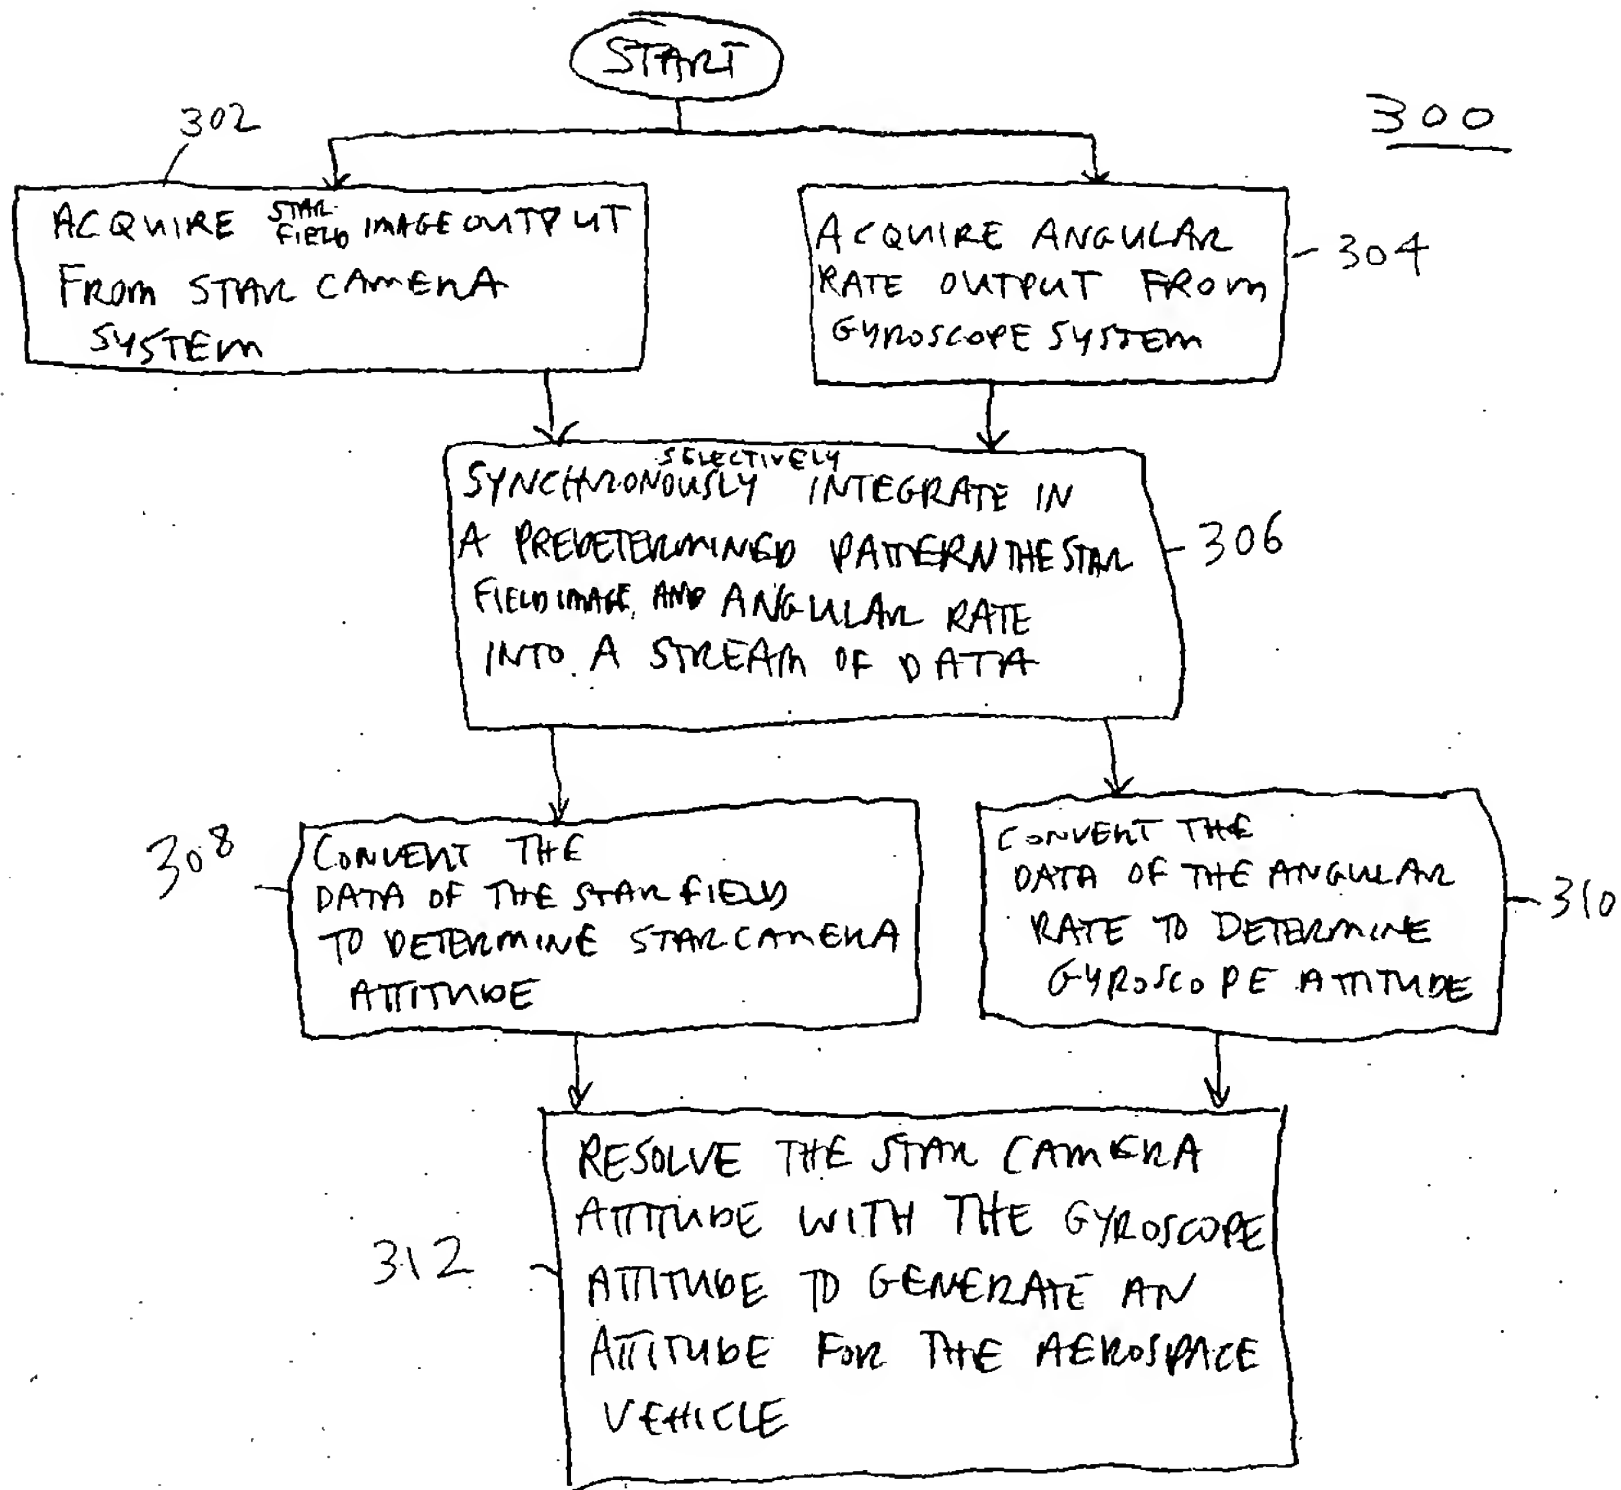 START
300
302
ACQUIRE STAR FIELD IMAGE OUTPUT
FROM STAR CAMERA
SYSTEM
ACQUIRE ANGULAR
RATE OUTPUT FROM
GYROSCOPE SYSTEM
304
SELECTIVELY
SYNCHRONOUSLY INTEGRATE IN
A PREDETERMINED PATTERN THE STAR
FIELD IMAGE, AND ANGULAR RATE
INTO A STREAM OF DATA
306
308
CONVERT THE
DATA OF THE STAR FIELD
TO DETERMINE STAR CAMERA
ATTITUDE
CONVERT THE
DATA OF THE ANGULAR
RATE TO DETERMINE
GYROSCOPE ATTITUDE
310
312
RESOLVE THE STAR CAMERA
ATTITUDE WITH THE GYROSCOPE
ATTITUDE TO GENERATE AN
ATTITUDE FOR THE AEROSPACE
VEHICLE